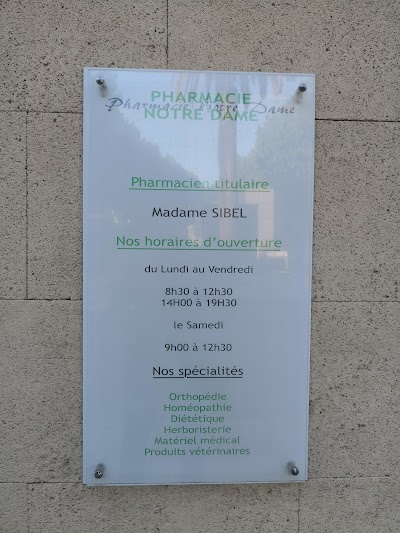 PHARMACIE
Pharmacie Notre Dame
NOTRE DAME
Pharmacien titulaire
Madame SIBEL
Nos horaires d'ouverture
du Lundi au Vendredi
8h30 à 12h30
14H00 à 19H30
le Samedi
9h00 à 12h30
Nos spécialités
Orthopédie
Homéopathie
Diététique
Herboristerie
Matériel médical
Produits vétérinaires